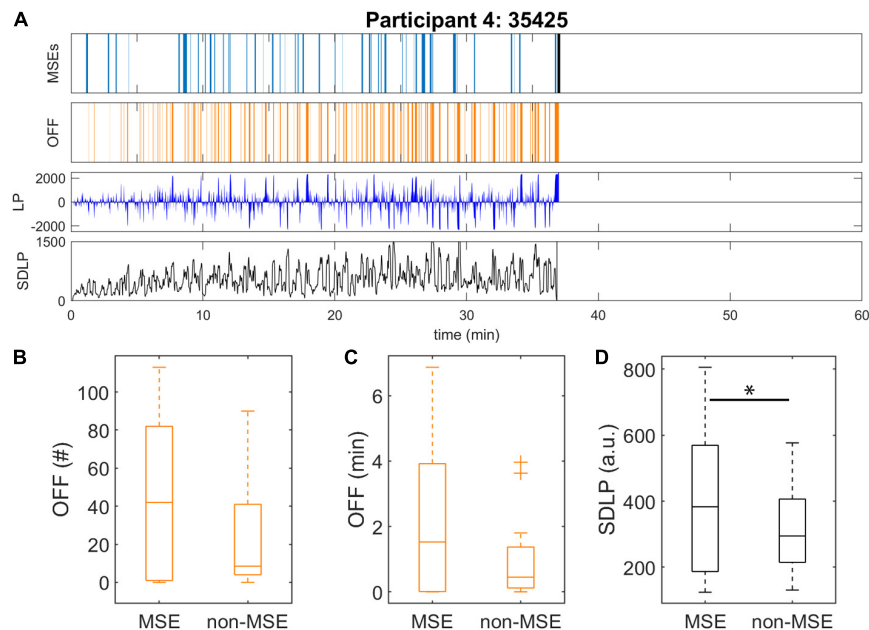 A
Participant 4: 35425
MSEs
OFF
LP
2000
0
-2000
SDLP
1500
0
0 10 20 30 40 50 60
time (min)
B
OFF (#)
100
80
60
40
20
0
MSE non-MSE
C
OFF (min)
6
4
2
0
MSE non-MSE
D
SDLP (a.u.)
800
600
400
200
*
MSE non-MSE